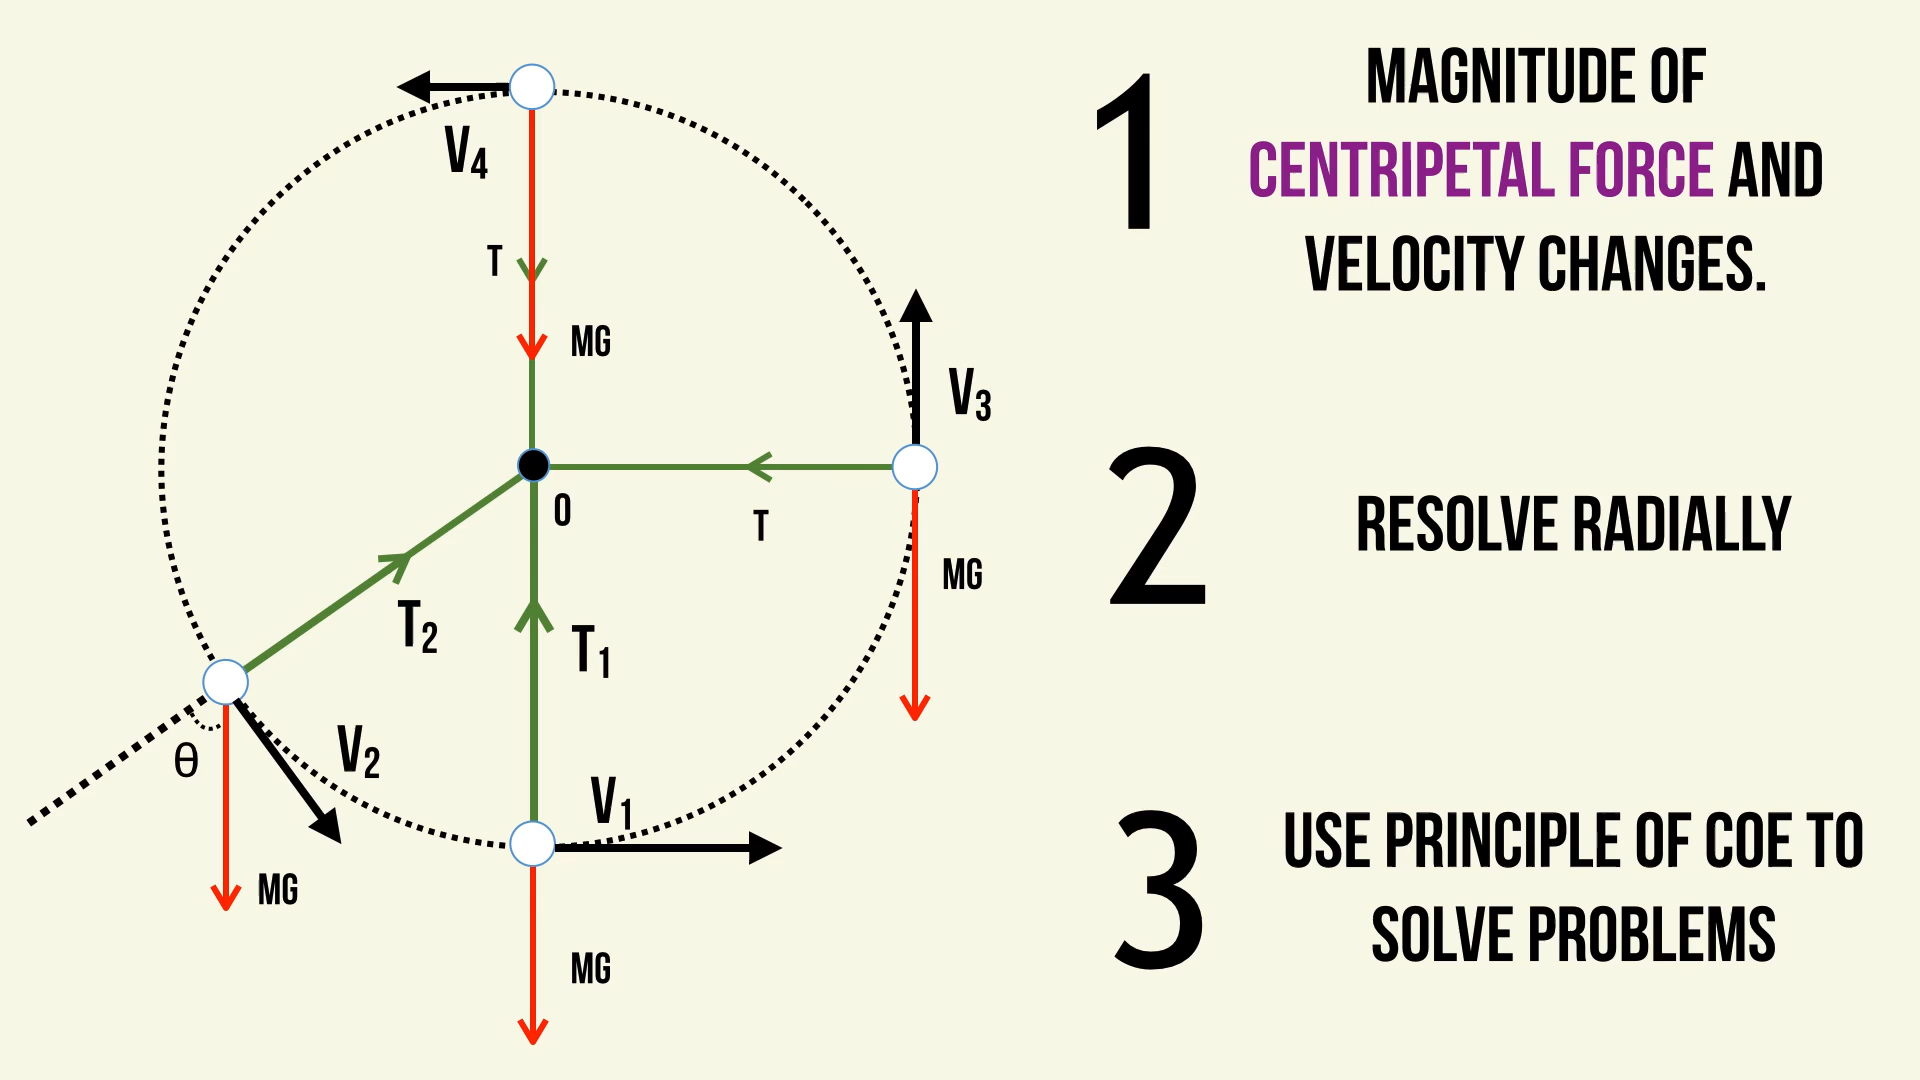 V4
T
MG
V3
O
T
MG
T2
T1
θ
V2
V1
MG
MG
1
MAGNITUDE OF
CENTRIPETAL FORCE AND
VELOCITY CHANGES.
2
RESOLVE RADIALLY
3
USE PRINCIPLE OF COE TO
SOLVE PROBLEMS